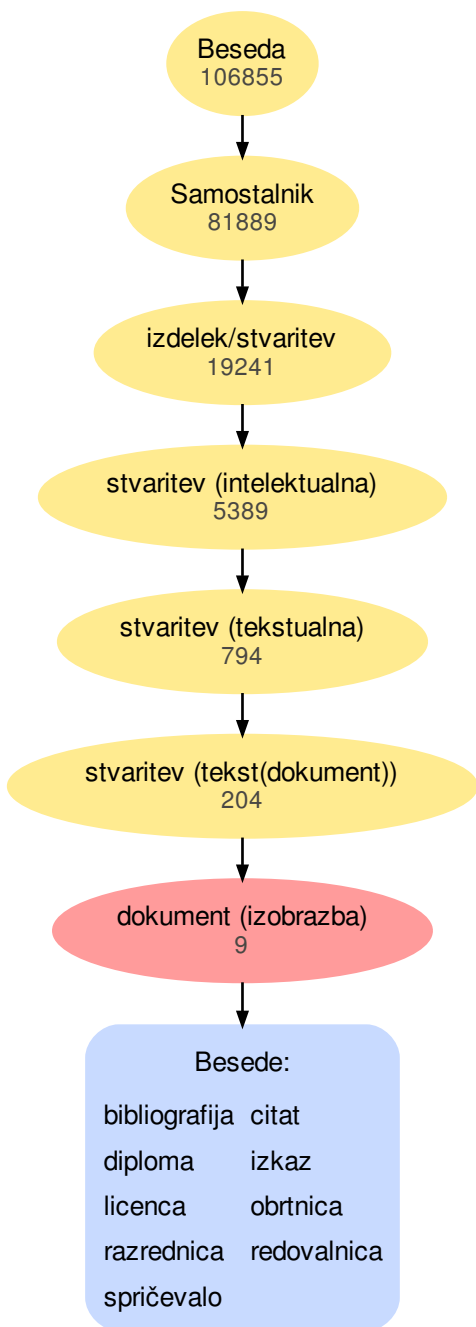 Beseda
106855
Samostalnik
81889
izdelek/stvaritev
19241
stvaritev (intelektualna)
5389
stvaritev (tekstualna)
794
stvaritev (tekst(dokument))
204
dokument (izobrazba)
9
Besede:
bibliografija citat
diploma izkaz
licenca obrtnica
razrednica redovalnica
spričevalo